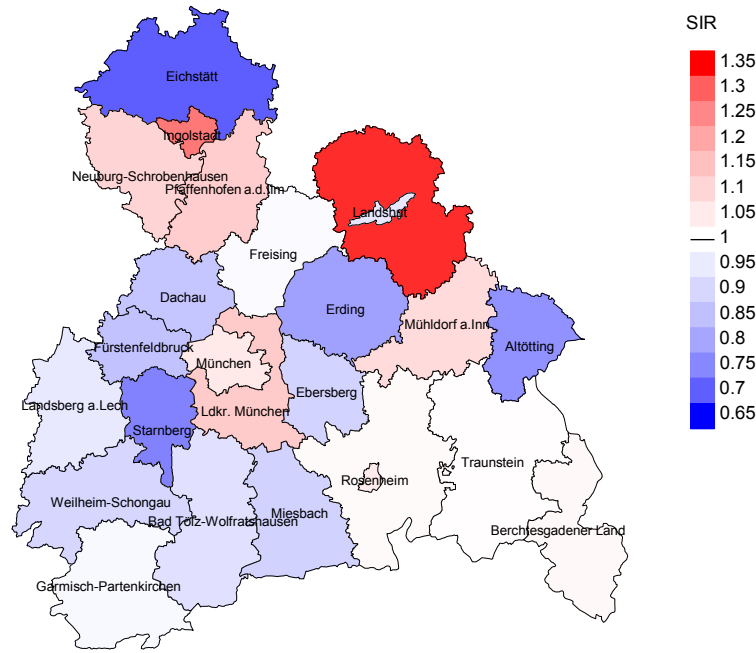 SIR
1.35
1.3
1.25
1.2
1.15
1.1
1.05
1
0.95
0.9
0.85
0.8
0.75
0.7
0.65
Eichstätt
Ingolstadt
Neuburg-Schrobenhausen
Pfaffenhofen a.d.Ilm
Landshut
Freising
Dachau
Erding
Mühldorf a.Inn
Altötting
Fürstenfeldbruck
München
Ebersberg
Landsberg a.Lech
Ldkr. München
Starnberg
Traunstein
Rosenheim
Weilheim-Schongau
Miesbach
Bad Tölz-Wolfratshausen
Berchtesgadener Land
Garmisch-Partenkirchen